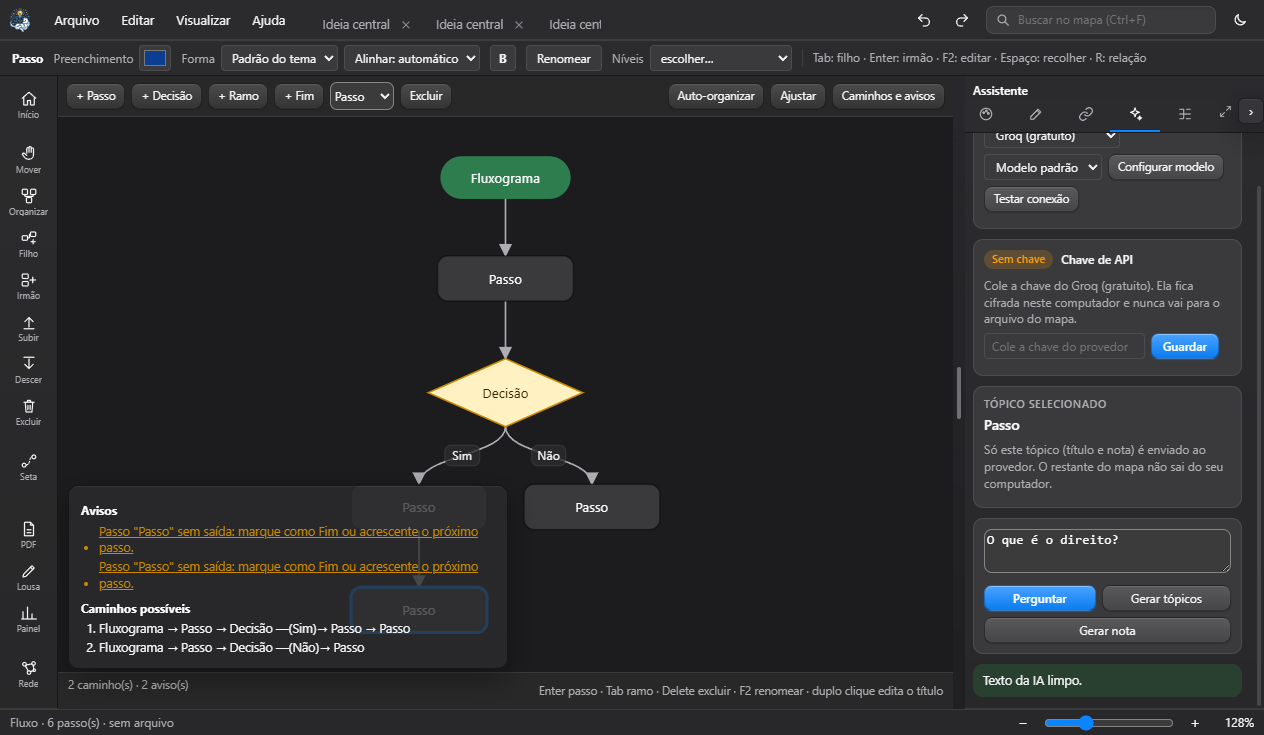 Arquivo Editar Visualizar Ajuda Ideia central × Ideia central × Ideia cent Buscar no mapa (Ctrl+F)
Passo Preenchimento Forma Padrão do tema Alinhar: automático B Renomear Níveis escolher... Tab: filho · Enter: irmão · F2: editar · Espaço: recolher · R: relação
+ Passo + Decisão + Ramo + Fim Passo Excluir Auto-organizar Ajustar Caminhos e avisos
Início
Mover
Organizar
Filho
Irmão
Subir
Descer
Excluir
Seta
PDF
Lousa
Painel
Rede
Fluxograma
Passo
Decisão
Sim Não
Passo Passo
Passo
Avisos
Passo "Passo" sem saída: marque como Fim ou acrescente o próximo
passo.
Passo "Passo" sem saída: marque como Fim ou acrescente o próximo
passo.
Caminhos possíveis
1. Fluxograma → Passo → Decisão —(Sim)→ Passo → Passo
2. Fluxograma → Passo → Decisão —(Não)→ Passo
2 caminho(s) · 2 aviso(s)
Enter passo · Tab ramo · Delete excluir · F2 renomear · duplo clique edita o título
Assistente
Groq (gratuito)
Modelo padrão Configurar modelo
Testar conexão
Sem chave Chave de API
Cole a chave do Groq (gratuito). Ela fica
cifrada neste computador e nunca vai para o
arquivo do mapa.
Cole a chave do provedor Guardar
TÓPICO SELECIONADO
Passo
Só este tópico (título e nota) é enviado ao
provedor. O restante do mapa não sai do seu
computador.
O que é o direito?
Perguntar Gerar tópicos
Gerar nota
Texto da IA limpo.
Fluxo · 6 passo(s) · sem arquivo
− + 128%